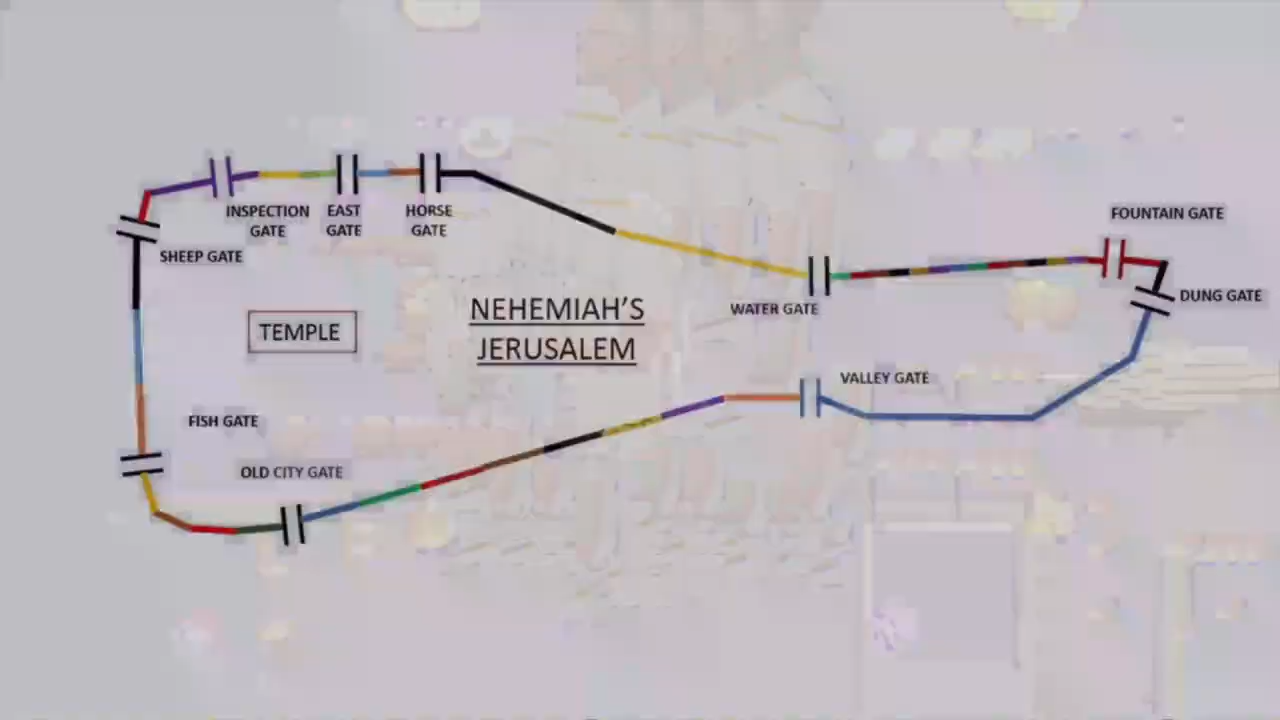 INSPECTION
GATE
EAST
GATE
HORSE
GATE
FOUNTAIN GATE
SHEEP GATE
DUNG GATE
WATER GATE
NEHEMIAH’S
JERUSALEM
TEMPLE
VALLEY GATE
FISH GATE
OLD CITY GATE